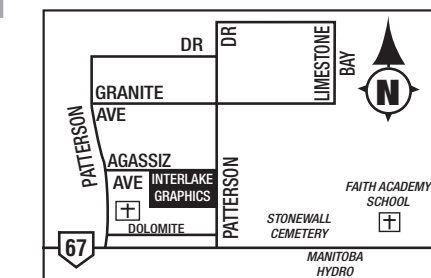 DR
DR
LIMESTONE
BAY
N
GRANITE
AVE
PATTERSON
AGASSIZ
AVE
INTERLAKE
GRAPHICS
PATTERSON
FAITH ACADEMY
SCHOOL
STONEWALL
CEMETERY
DOLOMITE
67
MANITOBA
HYDRO